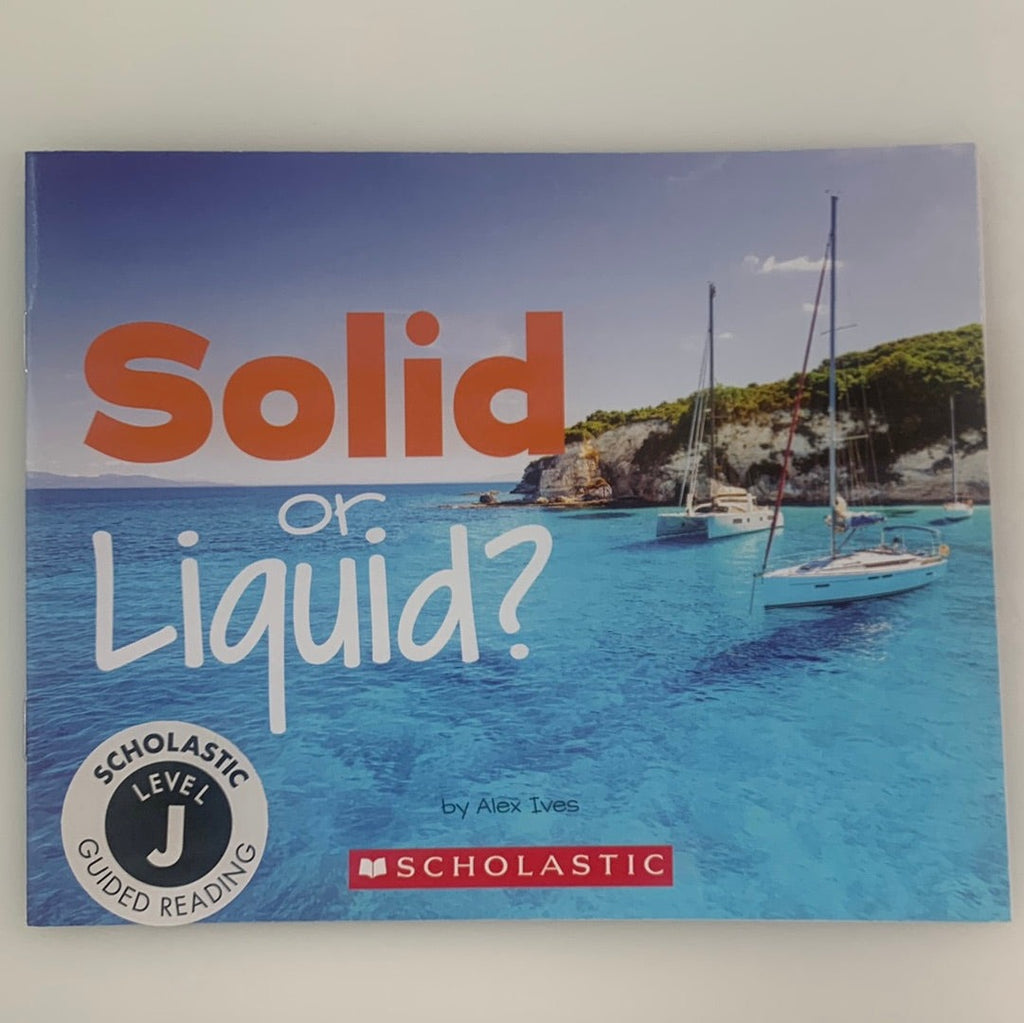 Solid
or
Liquid?
SCHOLASTIC
LEVEL
J
GUIDED READING
by Alex Ives
SCHOLASTIC